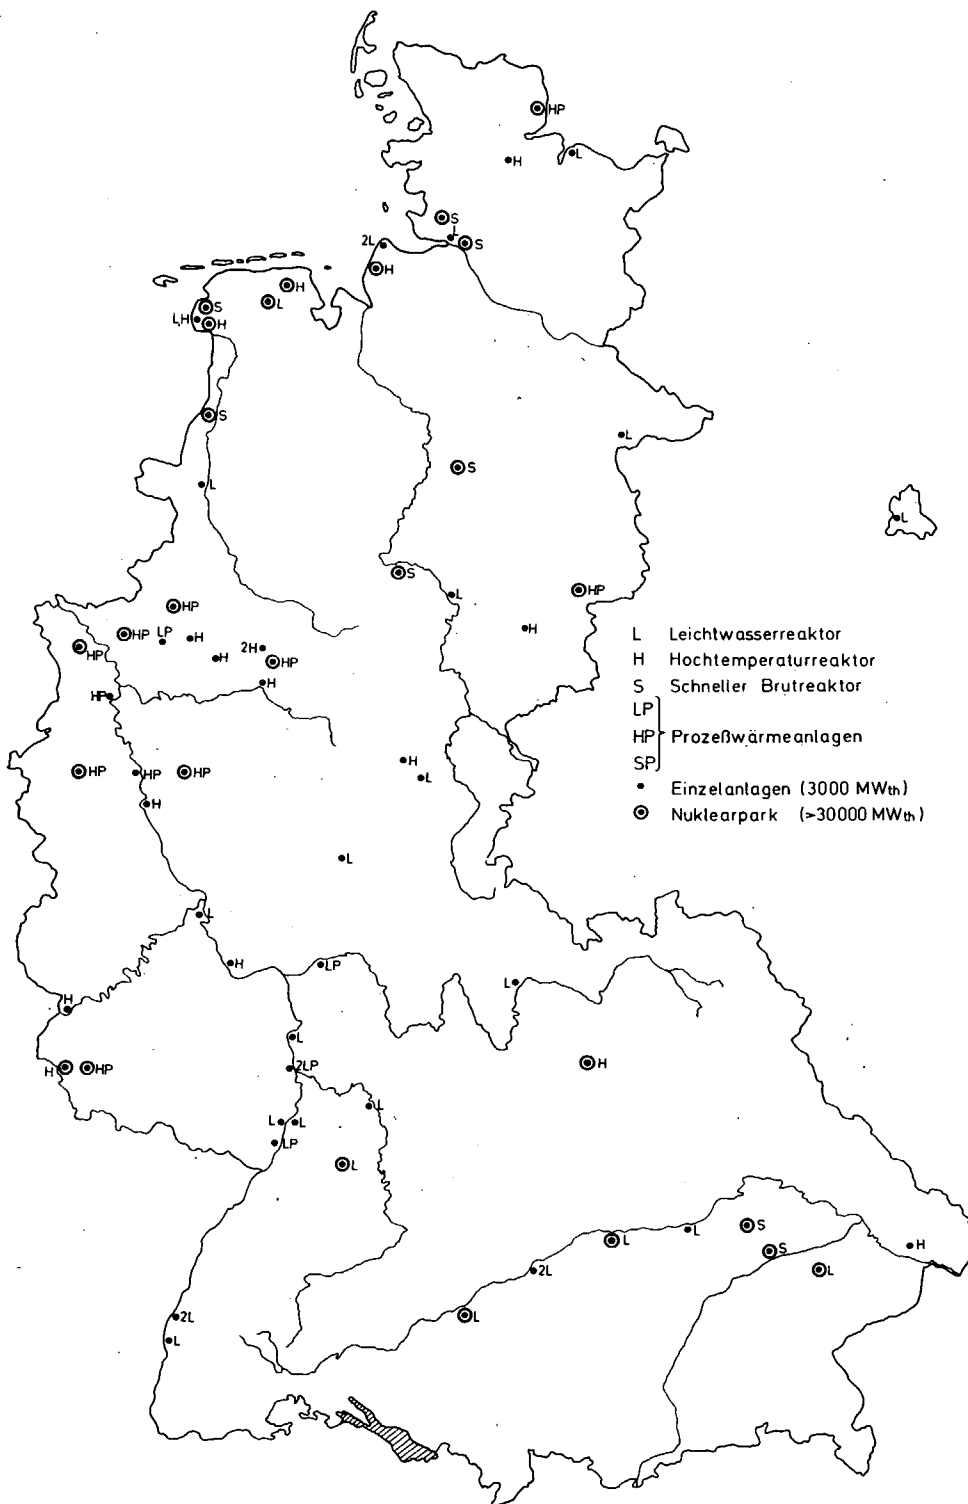 HP
L
H
S
L
S
2L
H
H
L
S
L,H
H
S
L
S
L
L
S
L
HP
HP
HP
LP
H
H
H
2H
HP
HP
H
HP
L Leichtwasserreaktor
H Hochtemperaturreaktor
S Schneller Brutreaktor
LP
HP Prozeßwärmeanlagen
SP
Einzelanlagen (3000 MWth)
Nuklearpark (>30000 MWth)
H
L
HP
HP
HP
H
L
L
H
LP
L
H
L
H
HP
2LP
H
L
L
L
LP
L
L
L
S
S
H
2L
L
L
2L
L